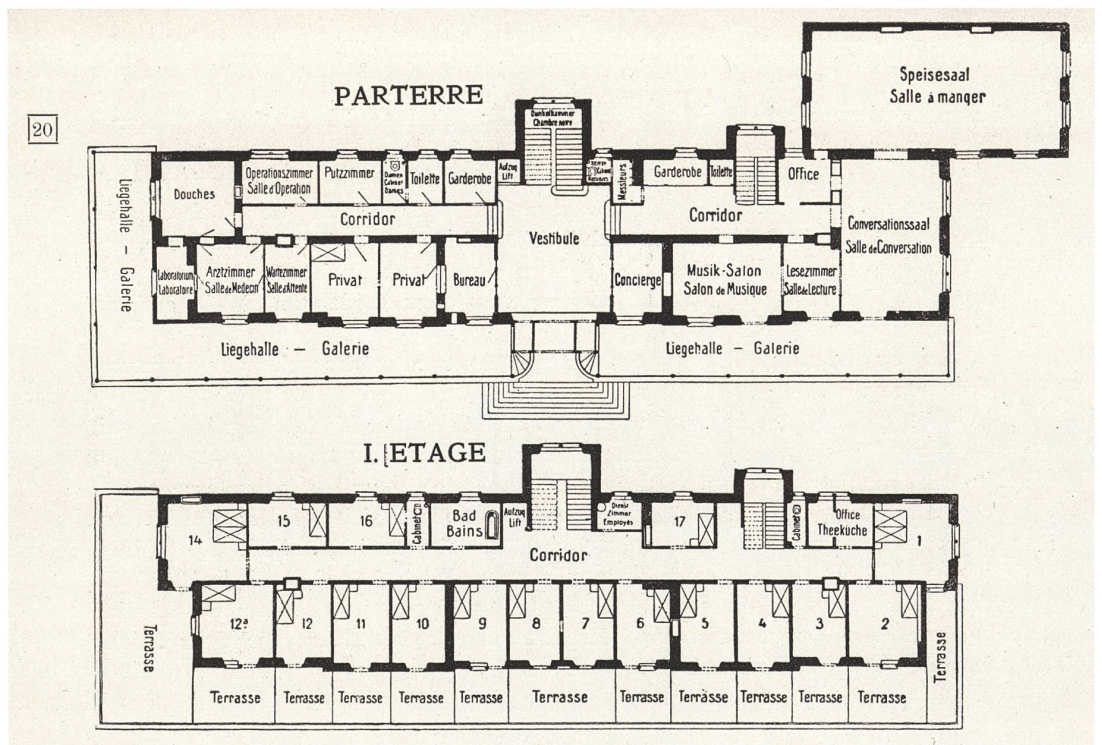 20
PARTERRE
Speisesaal
Salle à manger
Dunkelkammer
Chambre noire
Liegehalle – Galerie
Douches
Operationszimmer
Salle d'Operation
Putzzimmer
Damen
Cabinet
Dames
Toilette
Garderobe
Aufzug
Lift
Herren
Cabinet
Messieurs
Messieurs
Garderobe
Toilette
Office
Corridor
Vestibule
Corridor
Conversationssaal
Salle de Conversation
Laboratorium
Laboratoire
Arztzimmer
Salle de Medecin
Wartezimmer
Salle d'Attente
Privat
Privat
Bureau
Concierge
Musik-Salon
Salon de Musique
Lesezimmer
Salle de Lecture
Liegehalle – Galerie
Liegehalle – Galerie
I. ETAGE
14
15
16
Cabinet
Bad
Bains
Aufzug
Lift
Dienst
Zimmer
Employés
17
Cabinet
Office
Theeküche
1
Corridor
12ª
12
11
10
9
8
7
6
5
4
3
2
Terrasse
Terrasse
Terrasse
Terrasse
Terrasse
Terrasse
Terrasse
Terrasse
Terrasse
Terrasse
Terrasse
Terrasse
Terrasse